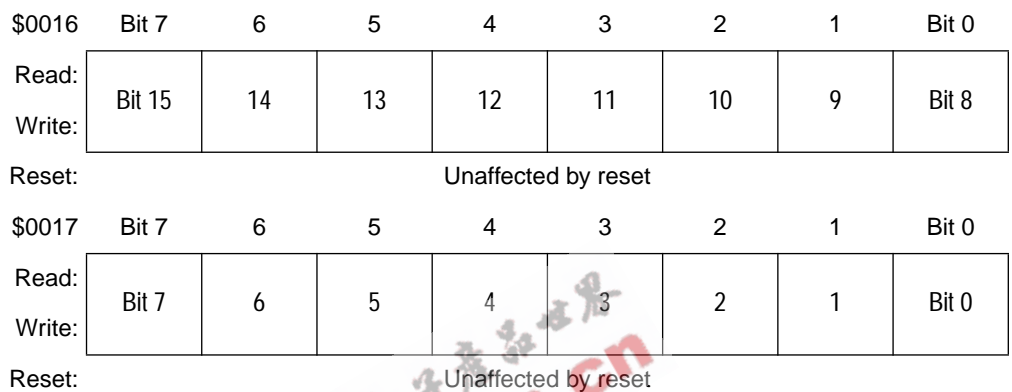 $0016 Bit 7 6 5 4 3 2 1 Bit 0
Read:
Bit 15 14 13 12 11 10 9 Bit 8
Write:
Reset: Unaffected by reset
$0017 Bit 7 6 5 4 3 2 1 Bit 0
Read:
Bit 7 6 5 4 3 2 1 Bit 0
Write:
Reset: Unaffected by reset